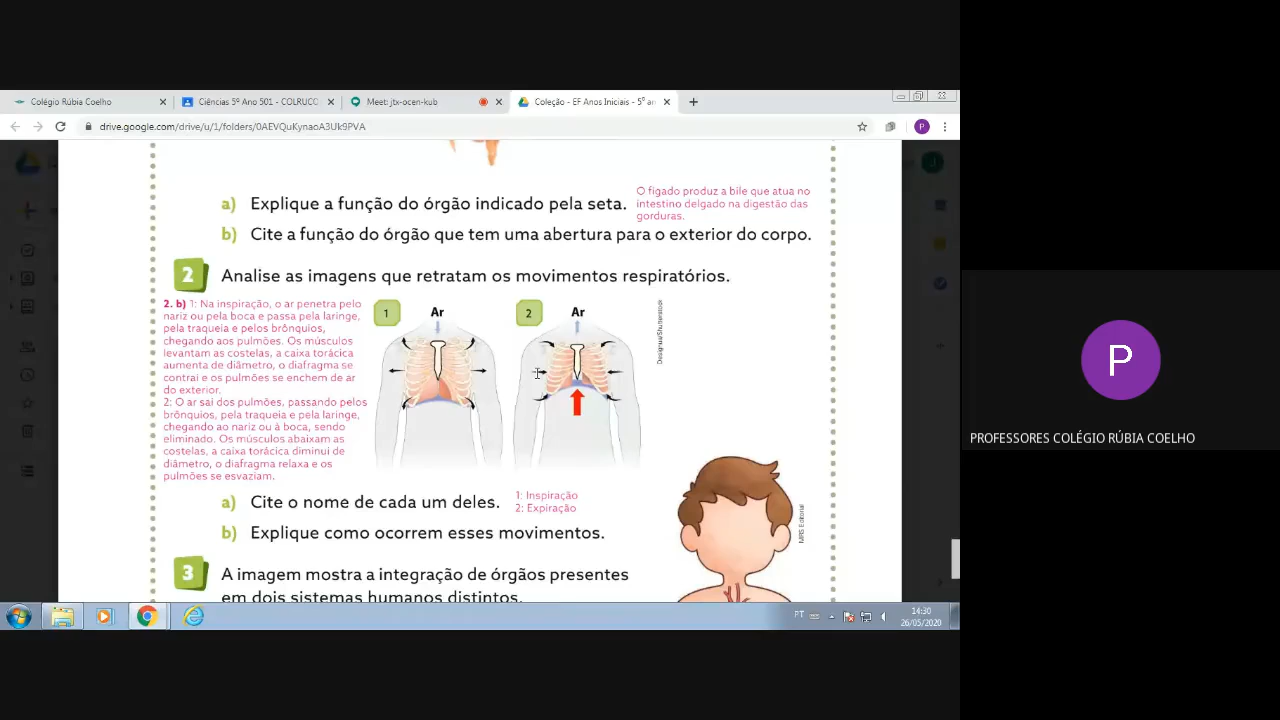 Colégio Rúbia Coelho
Ciências 5º Ano 501 - COLRUCC
Meet: jtx-ocen-kub
Coleção - EF Anos Iniciais - 5º an
drive.google.com/drive/u/1/folders/0AEVQuKynaoA3Uk9PVA
P
a) Explique a função do órgão indicado pela seta.
O fígado produz a bile que atua no
intestino delgado na digestão das
gorduras.
b) Cite a função do órgão que tem uma abertura para o exterior do corpo.
2 Analise as imagens que retratam os movimentos respiratórios.
2. b) 1: Na inspiração, o ar penetra pelo
nariz ou pela boca e passa pela laringe,
pela traqueia e pelos brônquios,
chegando aos pulmões. Os músculos
levantam as costelas, a caixa torácica
aumenta de diâmetro, o diafragma se
contrai e os pulmões se enchem de ar
do exterior.
2: O ar sai dos pulmões, passando pelos
brônquios, pela traqueia e pela laringe,
chegando ao nariz ou à boca, sendo
eliminado. Os músculos abaixam as
costelas, a caixa torácica diminui de
diâmetro, o diafragma relaxa e os
pulmões se esvaziam.
1
Ar
2
Ar
Designua/Shutterstock
a) Cite o nome de cada um deles.
1: Inspiração
2: Expiração
b) Explique como ocorrem esses movimentos.
3 A imagem mostra a integração de órgãos presentes
em dois sistemas humanos distintos.
P
PROFESSORES COLÉGIO RÚBIA COELHO
PT
14:30
26/05/2020